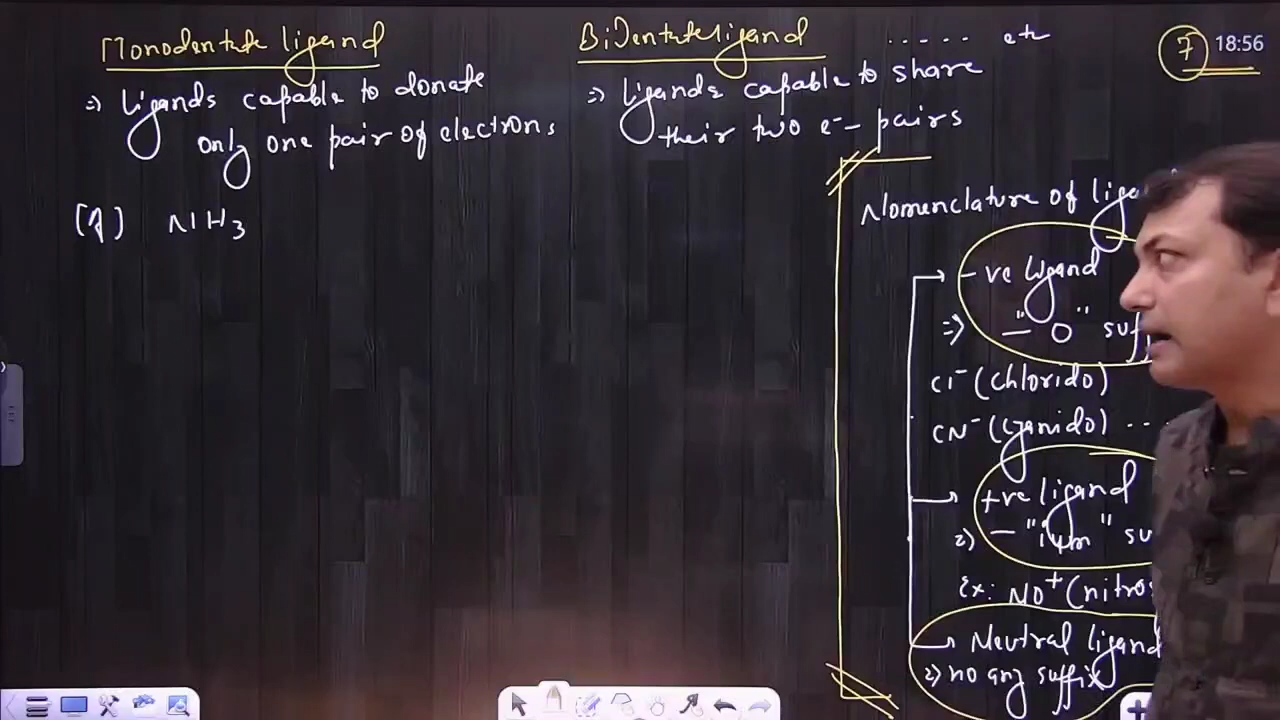 Monodentate ligand
⇒ Ligands capable to donate
only one pair of electrons
(1) NH3
BiDentate ligand ..... etc
⇒ Ligands capable to share
their two e- pairs
7 18:56
Nomenclature of
-ve ligand
⇒ - "O"
Cl- (chlorido)
CN- (cyanido) ...
+ve ligand
⇒ - "ium"
Ex: NO+
Neutral ligand
⇒ no any suffix